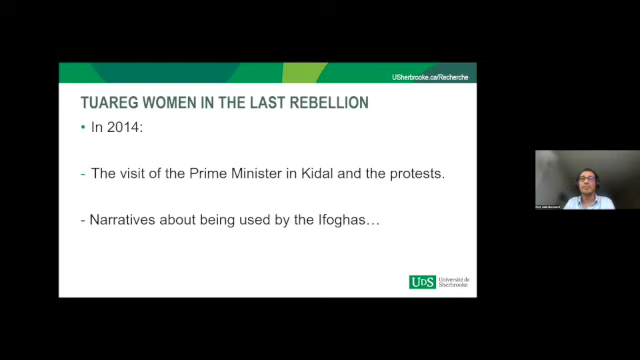 USherbrooke.ca/Recherche
TUAREG WOMEN IN THE LAST REBELLION
• In 2014:
- The visit of the Prime Minister in Kidal and the protests.
- Narratives about being used by the Ifoghas…
UDS Université de
Sherbrooke